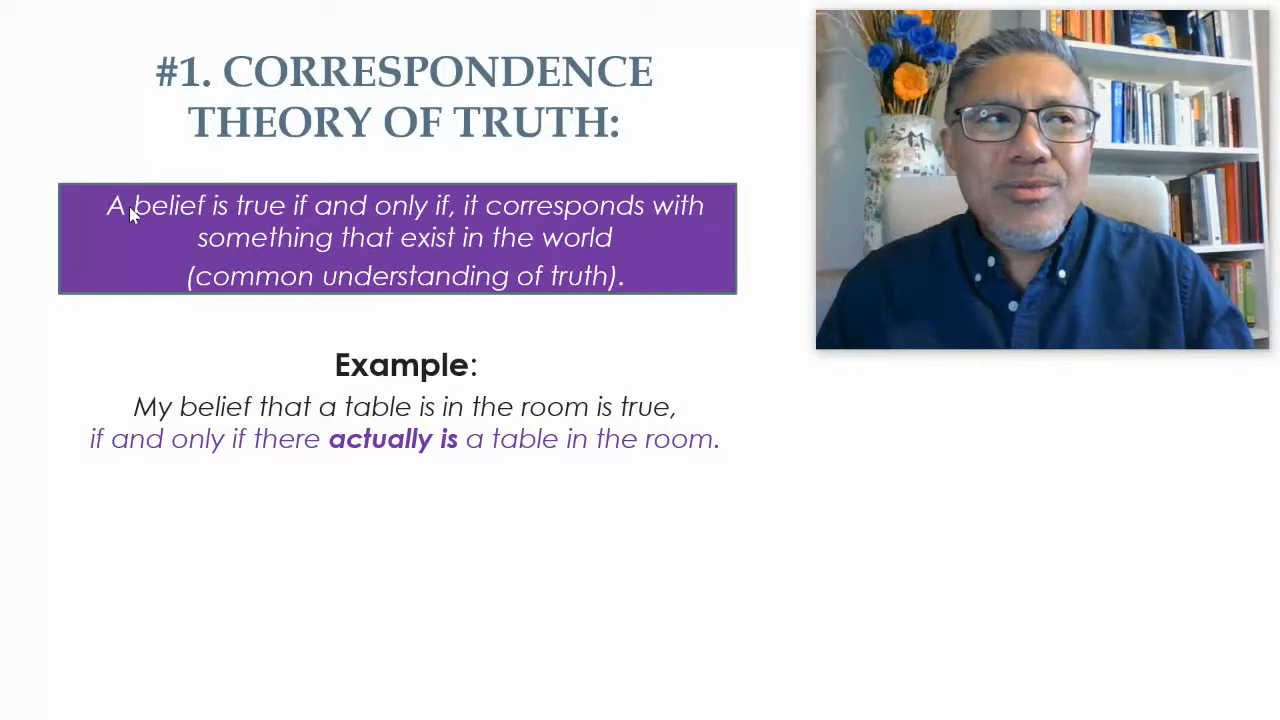 #1. CORRESPONDENCE
THEORY OF TRUTH:
A belief is true if and only if, it corresponds with
something that exist in the world
(common understanding of truth).
Example:
My belief that a table is in the room is true,
if and only if there actually is a table in the room.